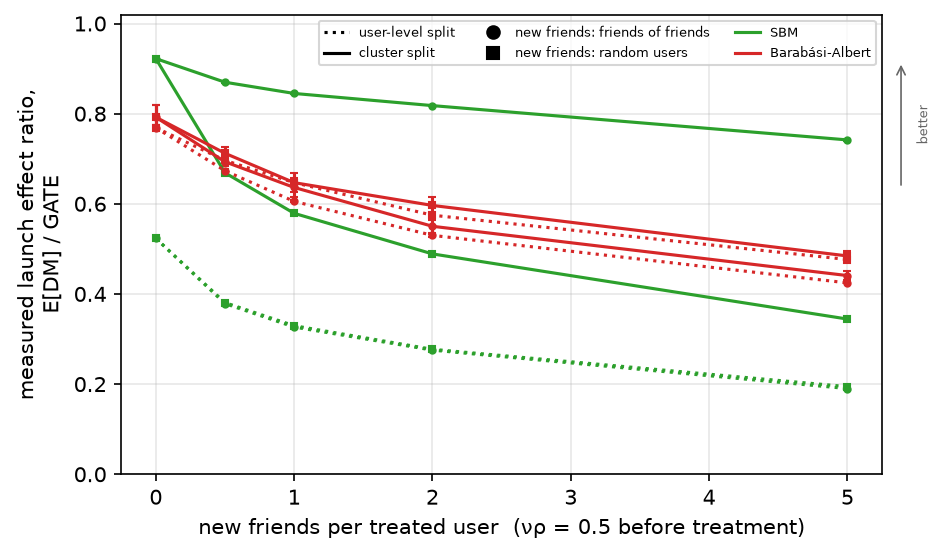 user-level split
cluster split
new friends: friends of friends
new friends: random users
SBM
Barabási-Albert
better
measured launch effect ratio,
E[DM] / GATE
1.0
0.8
0.6
0.4
0.2
0.0
0
1
2
3
4
5
new friends per treated user (νρ = 0.5 before treatment)